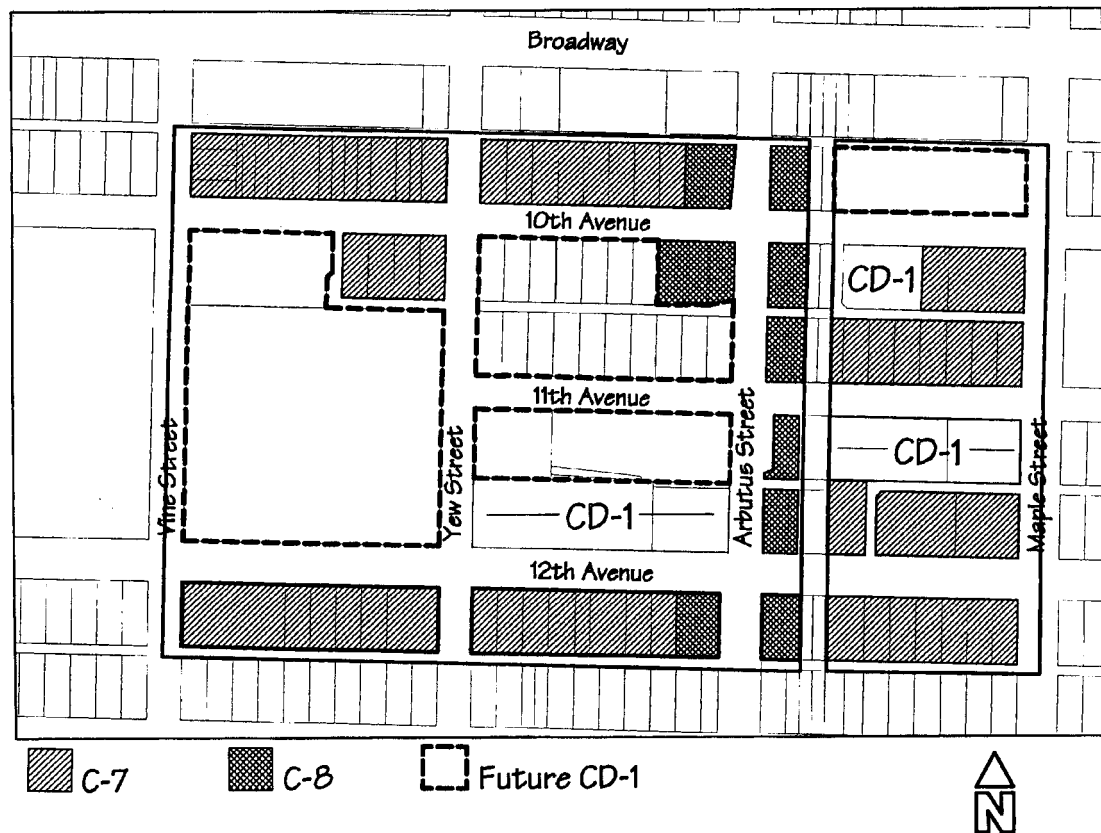 Broadway
10th Avenue
CD-1
11th Avenue
Vine Street
Yew Street
Arbutus Street
CD-1
Maple Street
CD-1
12th Avenue
C-7
C-8
Future CD-1
N